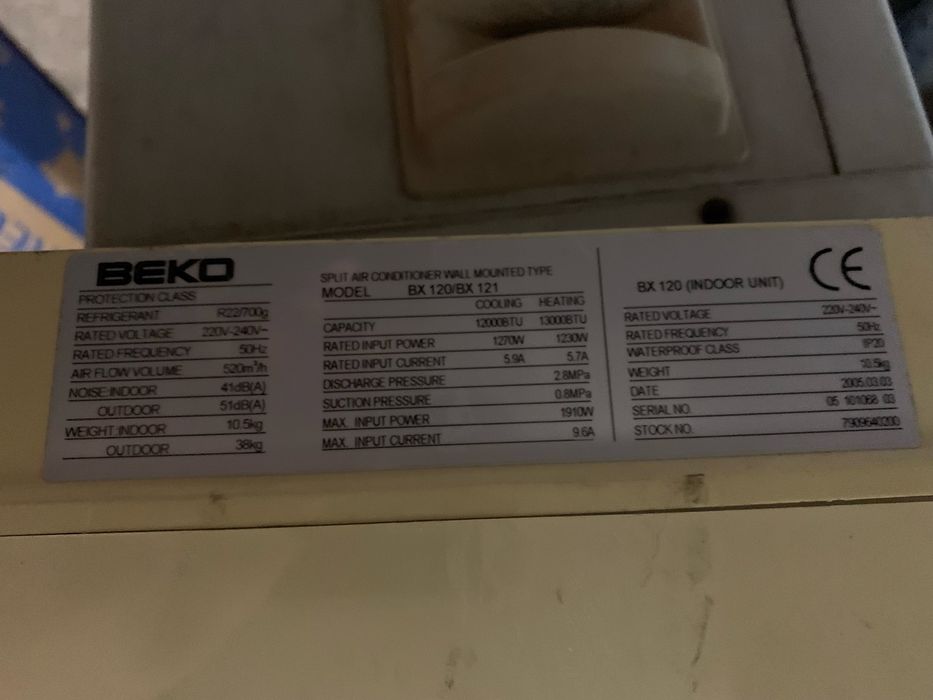 BEKO
PROTECTION CLASS
REFRIGERANT R22/700g
RATED VOLTAGE 220V-240V~
RATED FREQUENCY 50Hz
AIR FLOW VOLUME 520m³/h
NOISE:INDOOR 41dB(A)
OUTDOOR 51dB(A)
WEIGHT:INDOOR 10.5kg
OUTDOOR 38kg
SPLIT AIR CONDITIONER WALL MOUNTED TYPE
MODEL BX 120/BX 121
COOLING HEATING
CAPACITY 12000BTU 13000BTU
RATED INPUT POWER 1270W 1230W
RATED INPUT CURRENT 5.9A 5.7A
DISCHARGE PRESSURE 2.8MPa
SUCTION PRESSURE 0.8MPa
MAX. INPUT POWER 1910W
MAX. INPUT CURRENT 9.6A
CE
BX 120 (INDOOR UNIT)
RATED VOLTAGE 220V-240V~
RATED FREQUENCY 50Hz
WATERPROOF CLASS IP20
WEIGHT 10.5kg
DATE 2005.03.03
SERIAL NO. 05 161068 03
STOCK NO. 7909640200